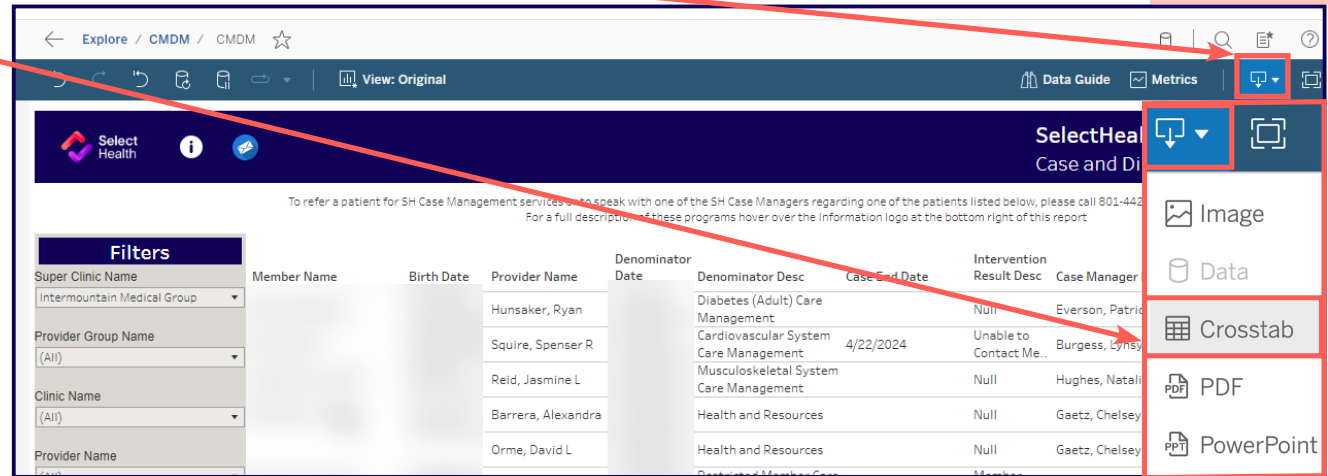 Explore / CMDM / CMDM
View: Original
Data Guide
Metrics
Select
Health
SelectHeal
Case and Di
To refer a patient for SH Case Management services or to speak with one of the SH Case Managers regarding one of the patients listed below, please call 801-442
For a full description of these programs hover over the Information logo at the bottom right of this report
Image
Data
Crosstab
PDF
PowerPoint
Filters
Super Clinic Name
Intermountain Medical Group
Provider Group Name
(All)
Clinic Name
(All)
Provider Name
(All)
Member Name Birth Date Provider Name Denominator Date Denominator Desc Case End Date Intervention Result Desc Case Manager
Hunsaker, Ryan Diabetes (Adult) Care Management Null Everson, Patric
Squire, Spenser R Cardiovascular System Care Management 4/22/2024 Unable to Contact Me.. Burgess, Lynsy
Reid, Jasmine L Musculoskeletal System Care Management Null Hughes, Natali
Barrera, Alexandra Health and Resources Null Gaetz, Chelsey
Orme, David L Health and Resources Null Gaetz, Chelsey
Restricted Member Care Member